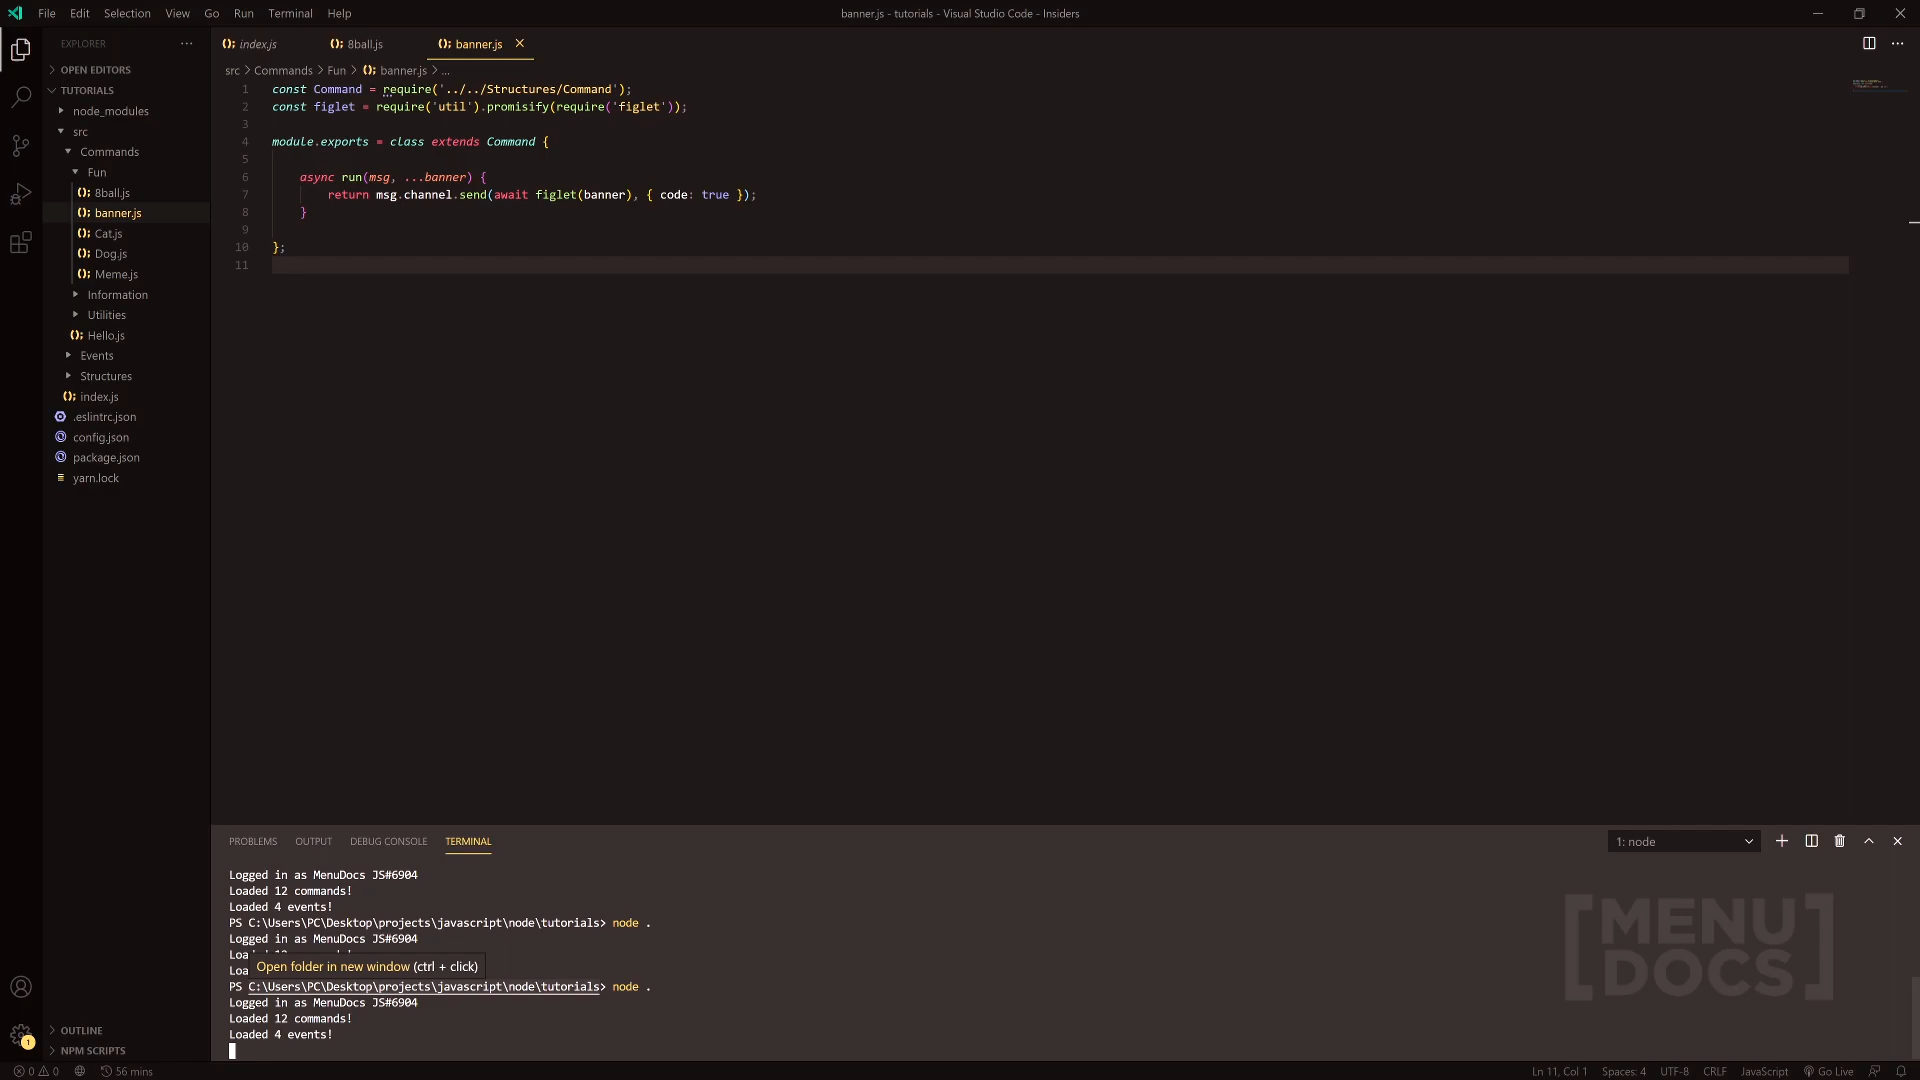 File Edit Selection View Go Run Terminal Help
banner.js - tutorials - Visual Studio Code - Insiders
EXPLORER
OPEN EDITORS
TUTORIALS
node_modules
src
Commands
Fun
8ball.js
banner.js
Cat.js
Dog.js
Meme.js
Information
Utilities
Hello.js
Events
Structures
index.js
.eslintrc.json
config.json
package.json
yarn.lock
OUTLINE
NPM SCRIPTS
index.js 8ball.js banner.js
src > Commands > Fun > banner.js > ...
1 const Command = require('../../Structures/Command');
2 const figlet = require('util').promisify(require('figlet'));
3
4 module.exports = class extends Command {
5
6 async run(msg, ...banner) {
7 return msg.channel.send(await figlet(banner), { code: true });
8 }
9
10 };
11
PROBLEMS OUTPUT DEBUG CONSOLE TERMINAL
1: node
Logged in as MenuDocs JS#6904
Loaded 12 commands!
Loaded 4 events!
PS C:\Users\PC\Desktop\projects\javascript\node\tutorials> node .
Logged in as MenuDocs JS#6904
Loa
Loa
Open folder in new window (ctrl + click)
PS C:\Users\PC\Desktop\projects\javascript\node\tutorials> node .
Logged in as MenuDocs JS#6904
Loaded 12 commands!
Loaded 4 events!
[MENU
DOCS]
1
0 0 56 mins
Ln 11, Col 1 Spaces: 4 UTF-8 CRLF JavaScript Go Live